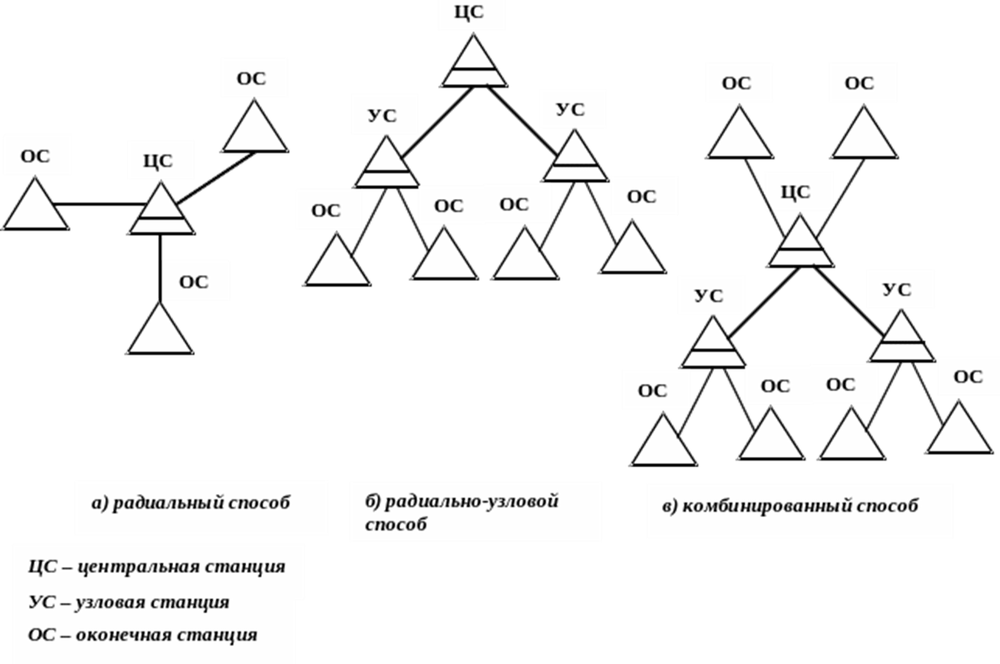 ОС
ЦС
ОС
ОС
а) радиальный способ
ЦС
УС
УС
ОС
ОС
ОС
ОС
б) радиально-узловой
способ
ОС
ОС
ЦС
УС
УС
ОС
ОС
ОС
ОС
в) комбинированный способ
ЦС – центральная станция
УС – узловая станция
ОС – оконечная станция